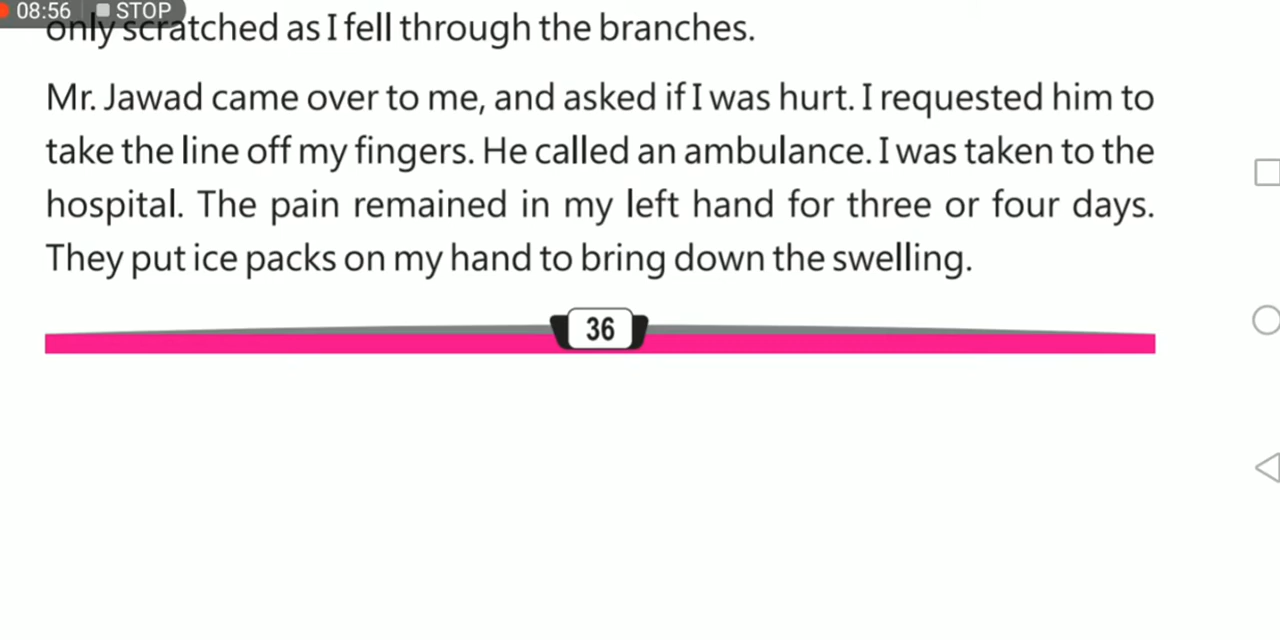 08:56 STOP
only scratched as I fell through the branches.
Mr. Jawad came over to me, and asked if I was hurt. I requested him to
take the line off my fingers. He called an ambulance. I was taken to the
hospital. The pain remained in my left hand for three or four days.
They put ice packs on my hand to bring down the swelling.
36